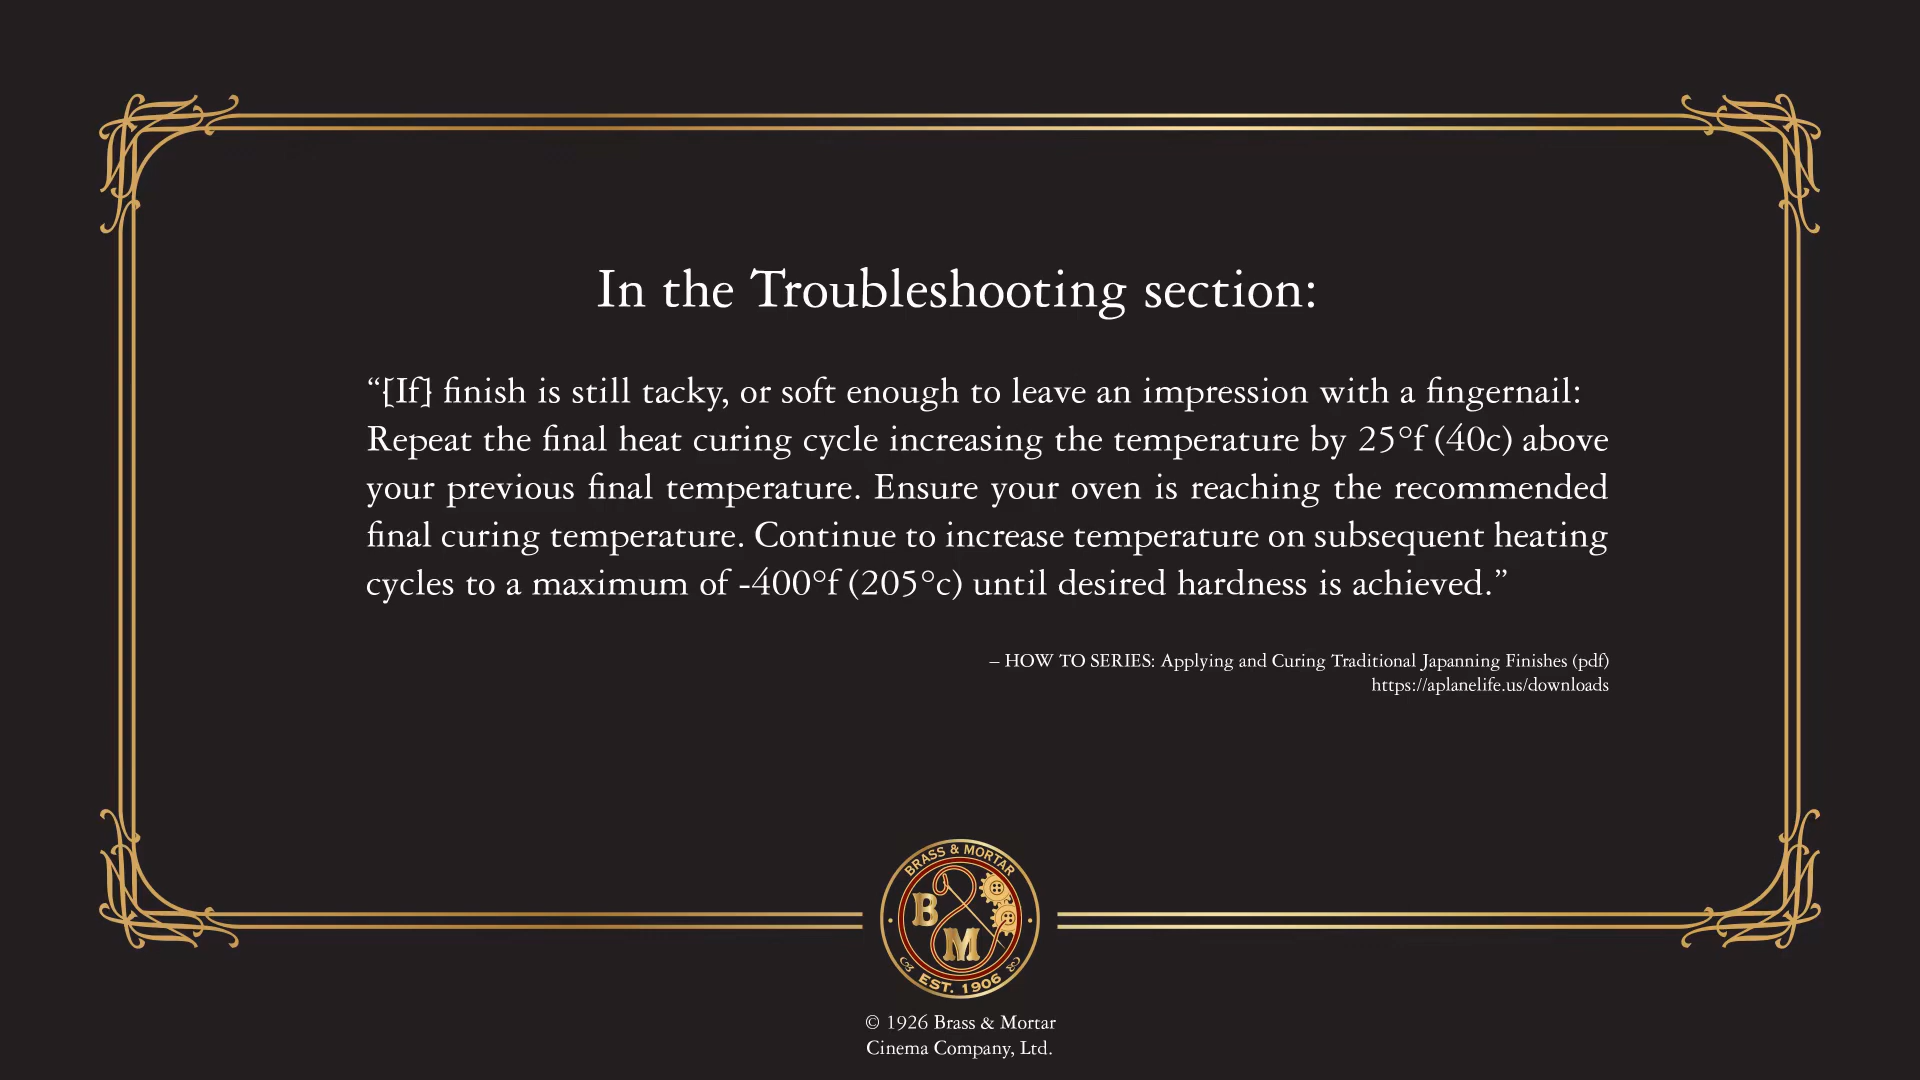 In the Troubleshooting section:
“[If] finish is still tacky, or soft enough to leave an impression with a fingernail:
Repeat the final heat curing cycle increasing the temperature by 25°f (40c) above
your previous final temperature. Ensure your oven is reaching the recommended
final curing temperature. Continue to increase temperature on subsequent heating
cycles to a maximum of -400°f (205°c) until desired hardness is achieved.”
– HOW TO SERIES: Applying and Curing Traditional Japanning Finishes (pdf)
https://aplanelife.us/downloads
BRASS & MORTAR
B
M
EST. 1906
© 1926 Brass & Mortar
Cinema Company, Ltd.